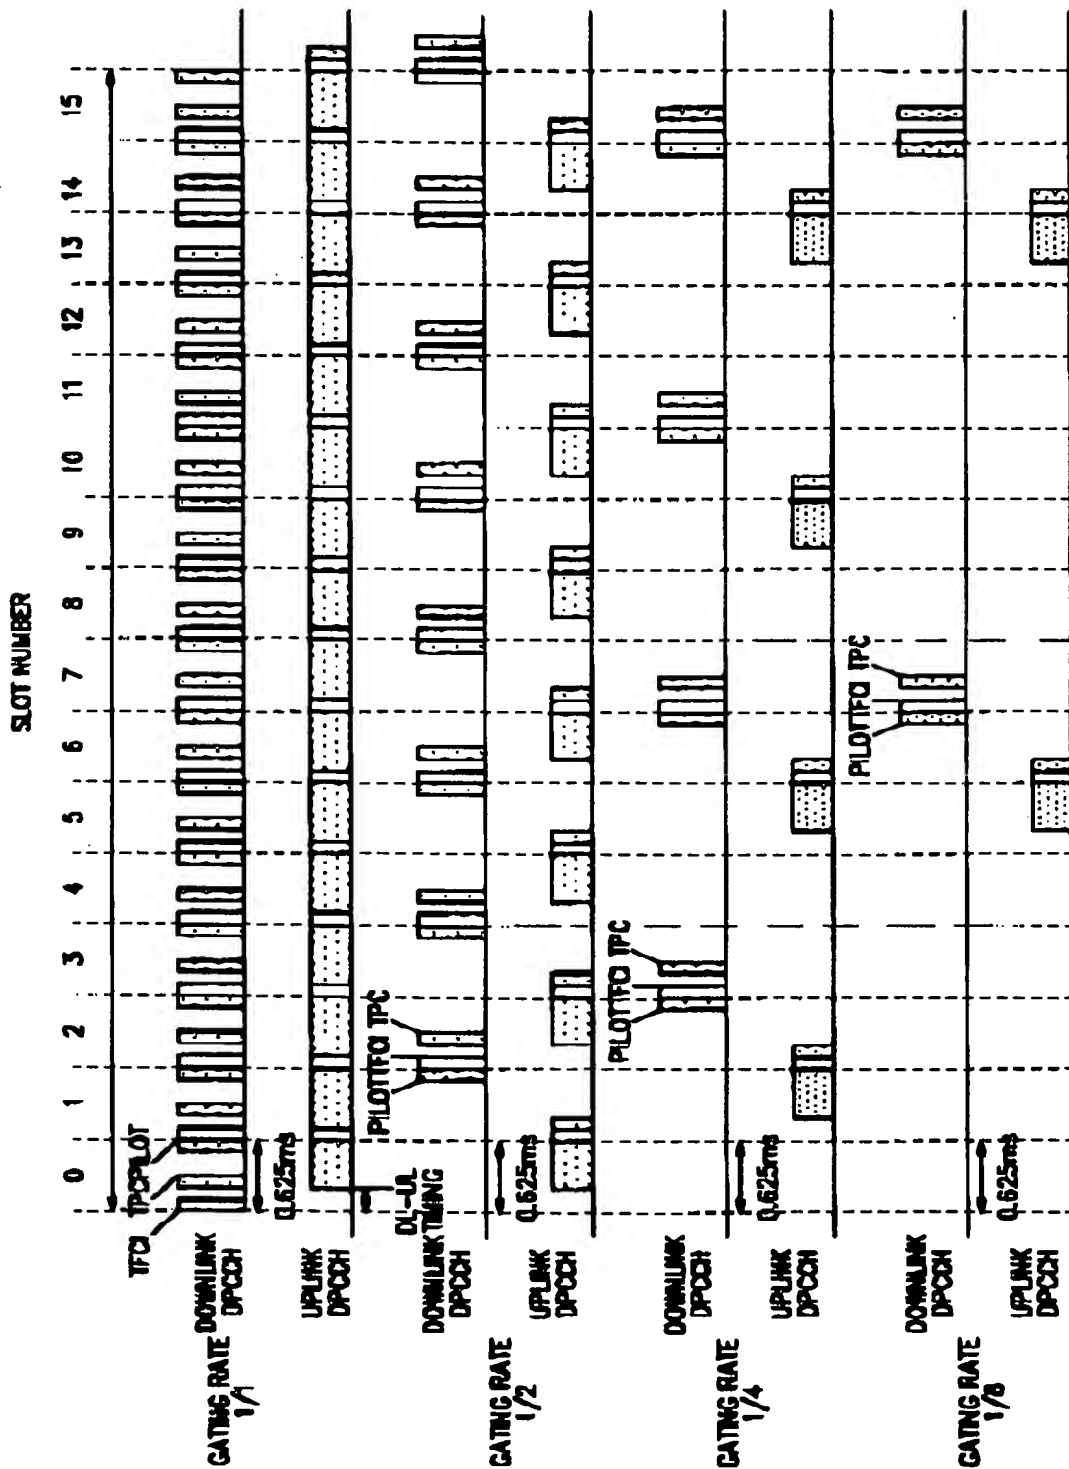 SLOT NUMBER
0 1 2 3 4 5 6 7 8 9 10 11 12 13 14 15
TFCI
TPC
PILOT
GATING RATE
1/1
DOWNLINK
DPCCH
0.625ms
UPLINK
DPCCH
DL-UL
TIMING
PILOT TFCI TPC
GATING RATE
1/2
DOWNLINK
DPCCH
0.625ms
UPLINK
DPCCH
PILOT TFCI TPC
GATING RATE
1/4
DOWNLINK
DPCCH
0.625ms
UPLINK
DPCCH
PILOT TFCI TPC
GATING RATE
1/8
DOWNLINK
DPCCH
0.625ms
UPLINK
DPCCH